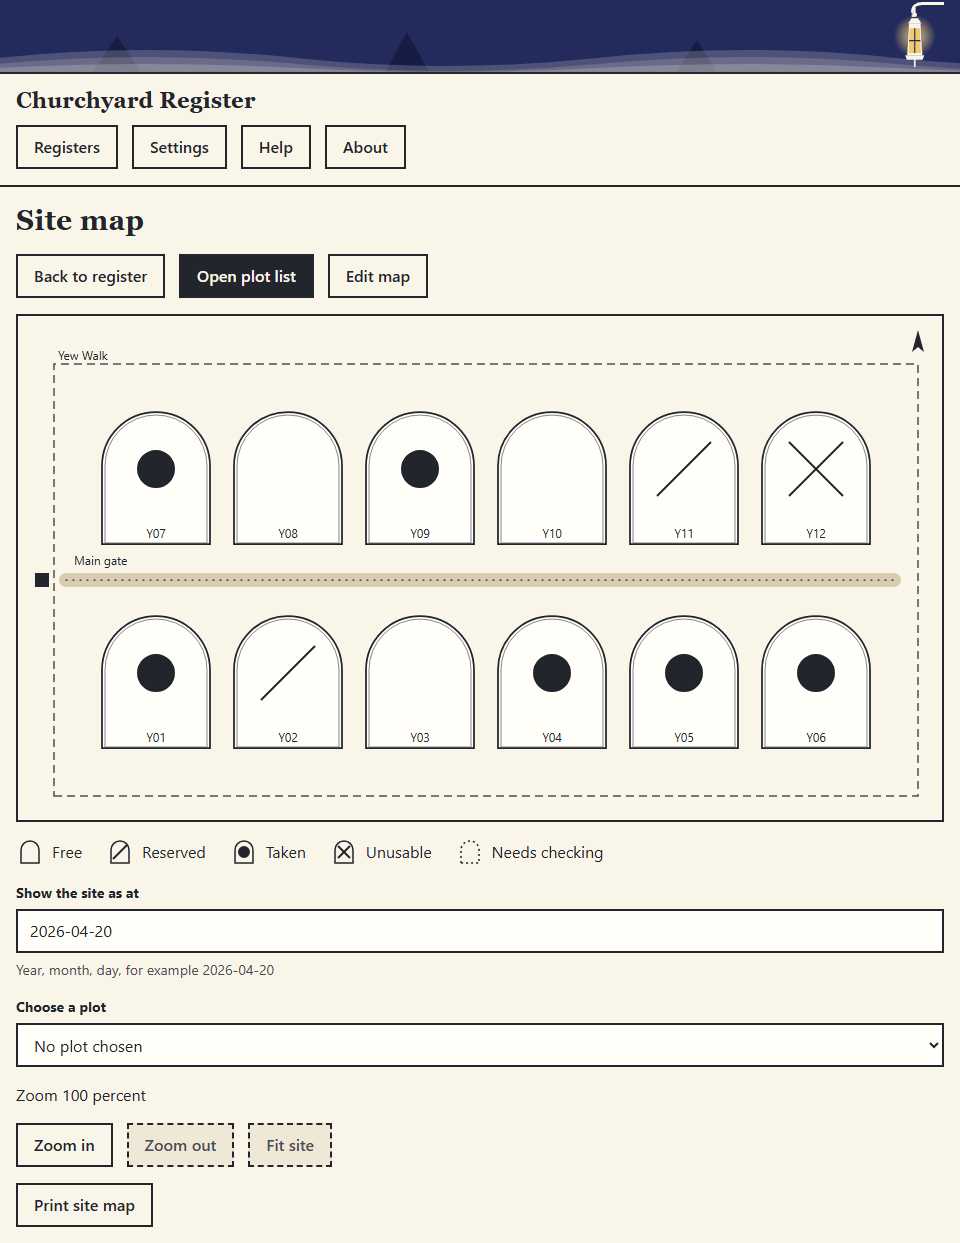 Churchyard Register
Registers Settings Help About
Site map
Back to register Open plot list Edit map
Yew Walk
Y07 Y08 Y09 Y10 Y11 Y12
Main gate
Y01 Y02 Y03 Y04 Y05 Y06
Free Reserved Taken Unusable Needs checking
Show the site as at
2026-04-20
Year, month, day, for example 2026-04-20
Choose a plot
No plot chosen
Zoom 100 percent
Zoom in Zoom out Fit site
Print site map